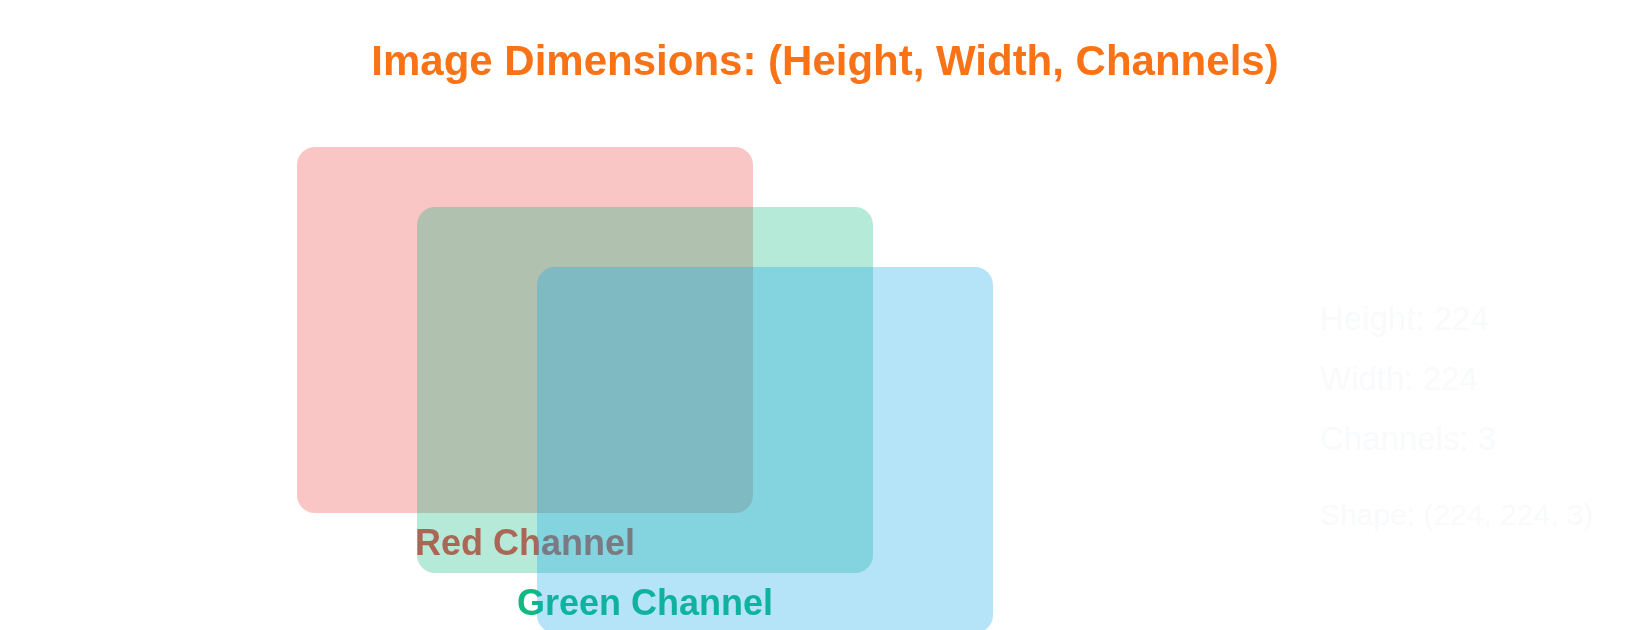 Image Dimensions: (Height, Width, Channels)
Height: 224
Width: 224
Channels: 3
Shape: (224, 224, 3)
Red Channel
Green Channel